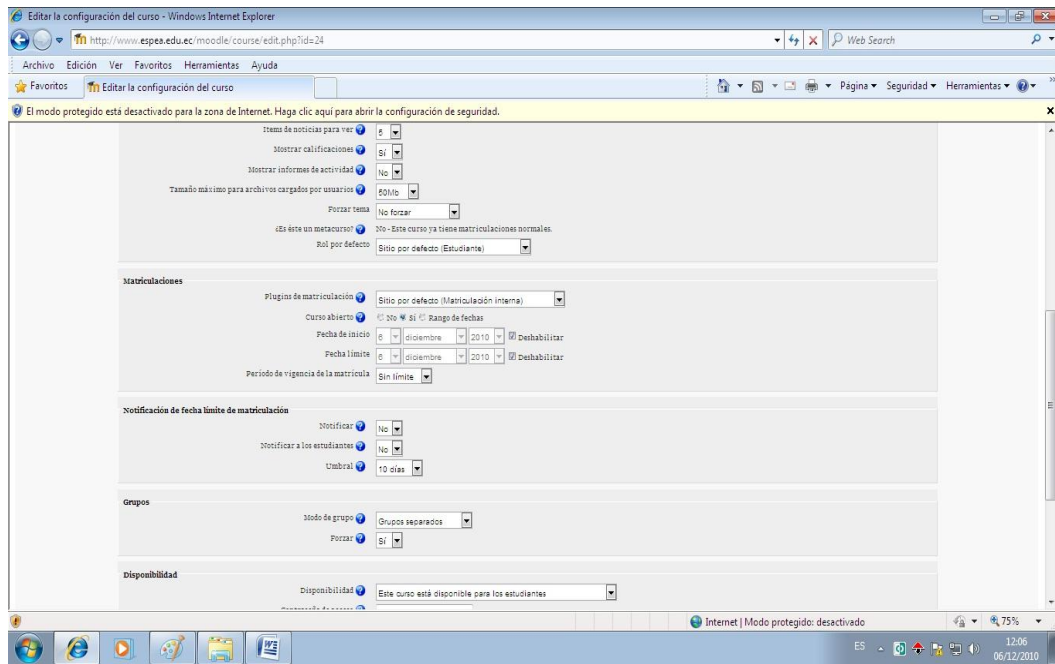 Editar la configuración del curso - Windows Internet Explorer
http://www.espea.edu.ec/moodle/course/edit.php?id=24
Web Search
Archivo Edición Ver Favoritos Herramientas Ayuda
Favoritos Editar la configuración del curso Página Seguridad Herramientas
El modo protegido está desactivado para la zona de Internet. Haga clic aquí para abrir la configuración de seguridad.
Items de noticias para ver 5
Mostrar calificaciones Sí
Mostrar informes de actividad No
Tamaño máximo para archivos cargados por usuarios 50Mb
Forzar tema No forzar
¿Es éste un metacurso? No - Este curso ya tiene matriculaciones normales.
Rol por defecto Sitio por defecto (Estudiante)
Matriculaciones
Plugins de matriculación Sitio por defecto (Matriculación interna)
Curso abierto No Sí Rango de fechas
Fecha de inicio 6 diciembre 2010 Deshabilitar
Fecha límite 6 diciembre 2010 Deshabilitar
Periodo de vigencia de la matrícula Sin límite
Notificación de fecha límite de matriculación
Notificar No
Notificar a los estudiantes No
Umbral 10 días
Grupos
Modo de grupo Grupos separados
Forzar Sí
Disponibilidad
Disponibilidad Este curso está disponible para los estudiantes
Internet | Modo protegido: desactivado 75%
ES 12:06
06/12/2010